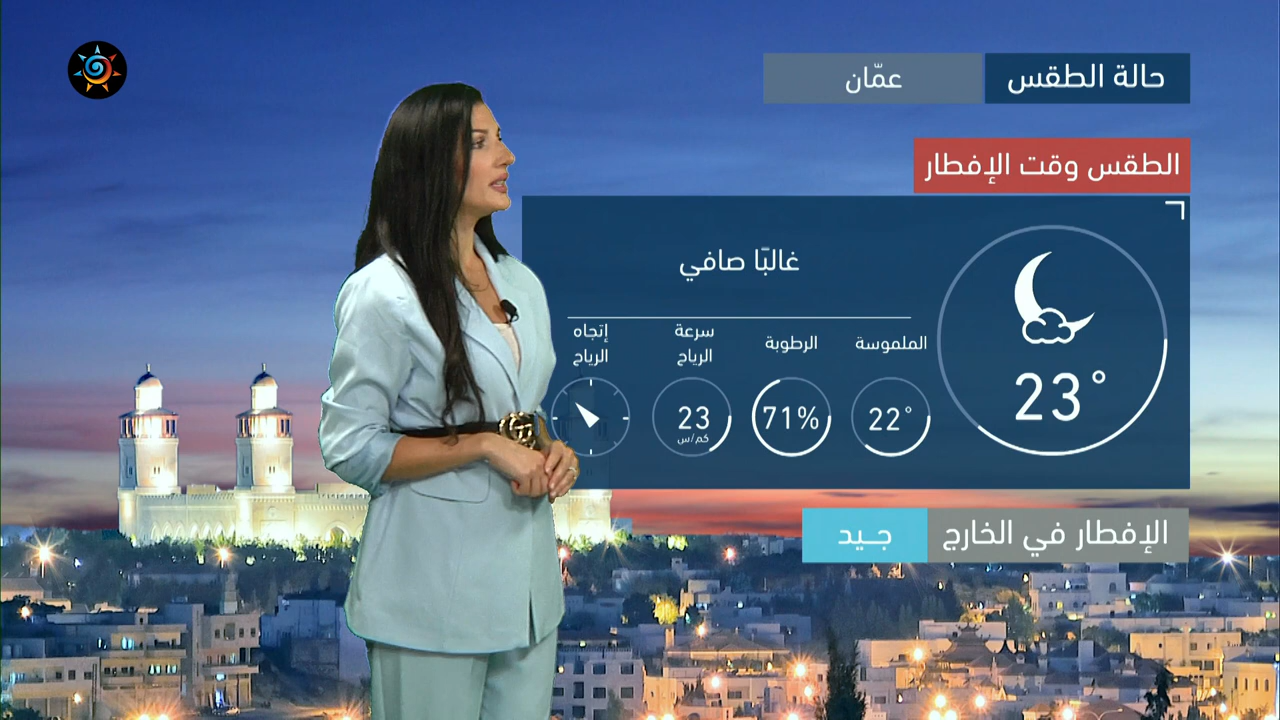 حالة الطقس
عمّان
الطقس وقت الإفطار
غالبًا صافي
23°
الملموسة
22°
الرطوبة
71%
سرعة الرياح
23
كم/س
إتجاه الرياح
الإفطار في الخارج
جـيد